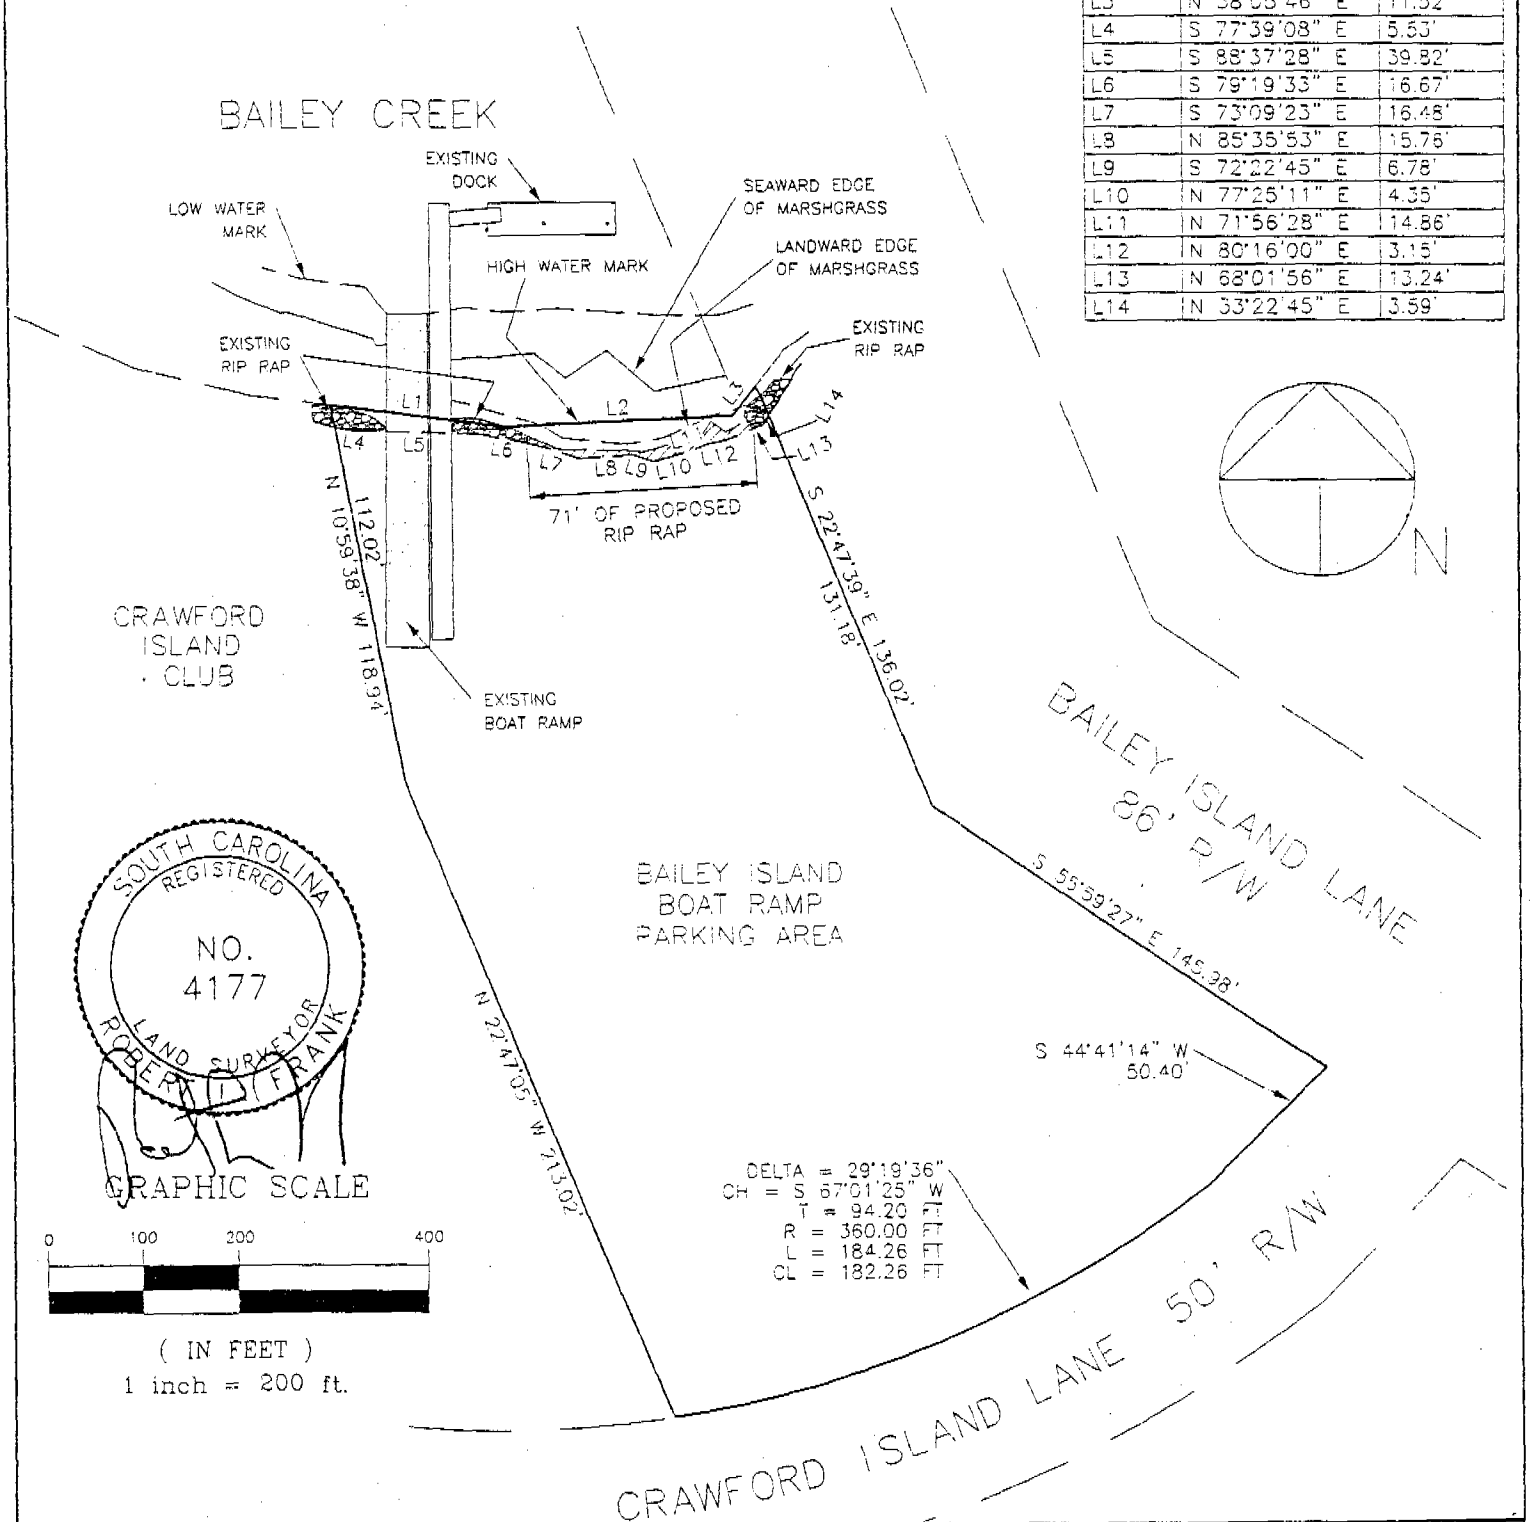 L3 N 38°05'46" E 11.52'
L4 S 77°39'08" E 5.53'
L5 S 88°37'28" E 39.82'
L6 S 79°19'33" E 16.67'
L7 S 73°09'23" E 16.48'
L8 N 85°35'53" E 15.76'
L9 S 72°22'45" E 6.78'
L10 N 77°25'11" E 4.35'
L11 N 71°56'28" E 14.86'
L12 N 80°16'00" E 3.15'
L13 N 68°01'56" E 13.24'
L14 N 33°22'45" E 3.59'
BAILEY CREEK
EXISTING
DOCK
LOW WATER
MARK
SEAWARD EDGE
OF MARSHGRASS
HIGH WATER MARK
LANDWARD EDGE
OF MARSHGRASS
EXISTING
RIP RAP
EXISTING
RIP RAP
L1
L2
L3
L14
L4
L5
L6
L7
L8
L9
L10
L11
L12
L13
71' OF PROPOSED
RIP RAP
N
N 10°59'38" W 118.94'
112.02'
S 22°47'39" E 136.02'
131.18'
CRAWFORD
ISLAND
CLUB
EXISTING
BOAT RAMP
BAILEY ISLAND LANE
86' R/W
BAILEY ISLAND
BOAT RAMP
PARKING AREA
S 55°59'27" E 145.98'
SOUTH CAROLINA
REGISTERED
NO.
4177
LAND SURVEYOR
FRANK
N 22°47'05" W 213.02'
S 44°41'14" W
50.40'
DELTA = 29°19'36"
CH = S 67°01'25" W
T = 94.20 FT
R = 360.00 FT
L = 184.26 FT
CL = 182.26 FT
GRAPHIC SCALE
0 100 200 400
( IN FEET )
1 inch = 200 ft.
CRAWFORD ISLAND LANE 50' R/W